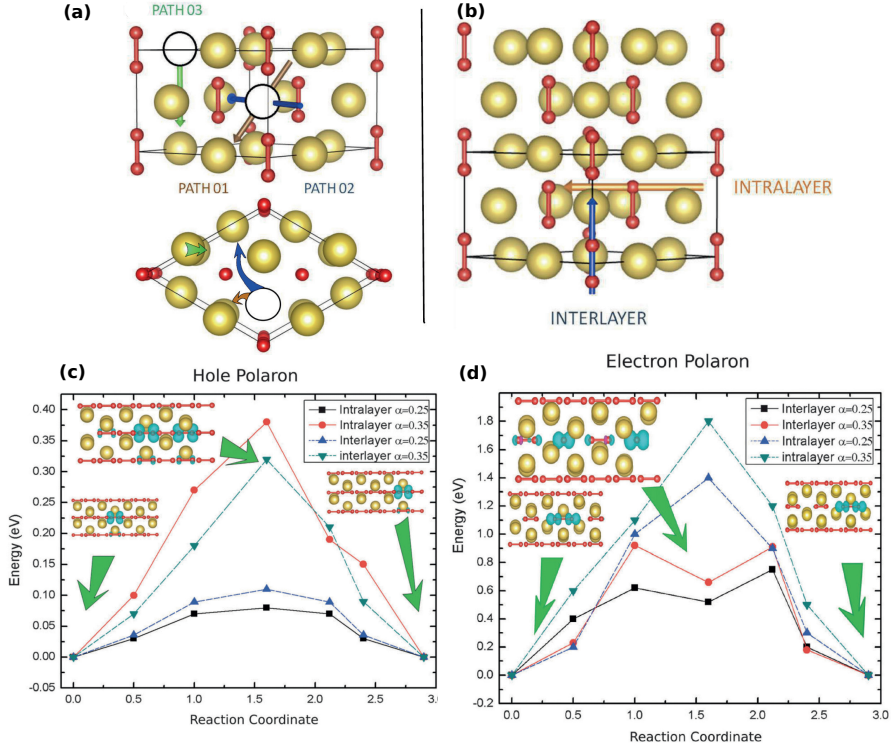 (a)
PATH 03
PATH 01
PATH 02
(b)
INTRALAYER
INTERLAYER
(c)
Hole Polaron
Intralayer α=0.25
Intralayer α=0.35
Interlayer α=0.25
interlayer α=0.35
Energy (eV)
0.40
0.35
0.30
0.25
0.20
0.15
0.10
0.05
0.00
-0.05
0.0 0.5 1.0 1.5 2.0 2.5 3.0
Reaction Coordinate
(d)
Electron Polaron
Interlayer α=0.25
Interlayer α=0.35
Intralayer α=0.25
intralayer α=0.35
Energy (eV)
1.8
1.6
1.4
1.2
1.0
0.8
0.6
0.4
0.2
0.0
-0.2
0.0 0.5 1.0 1.5 2.0 2.5 3.0
Reaction Coordinate